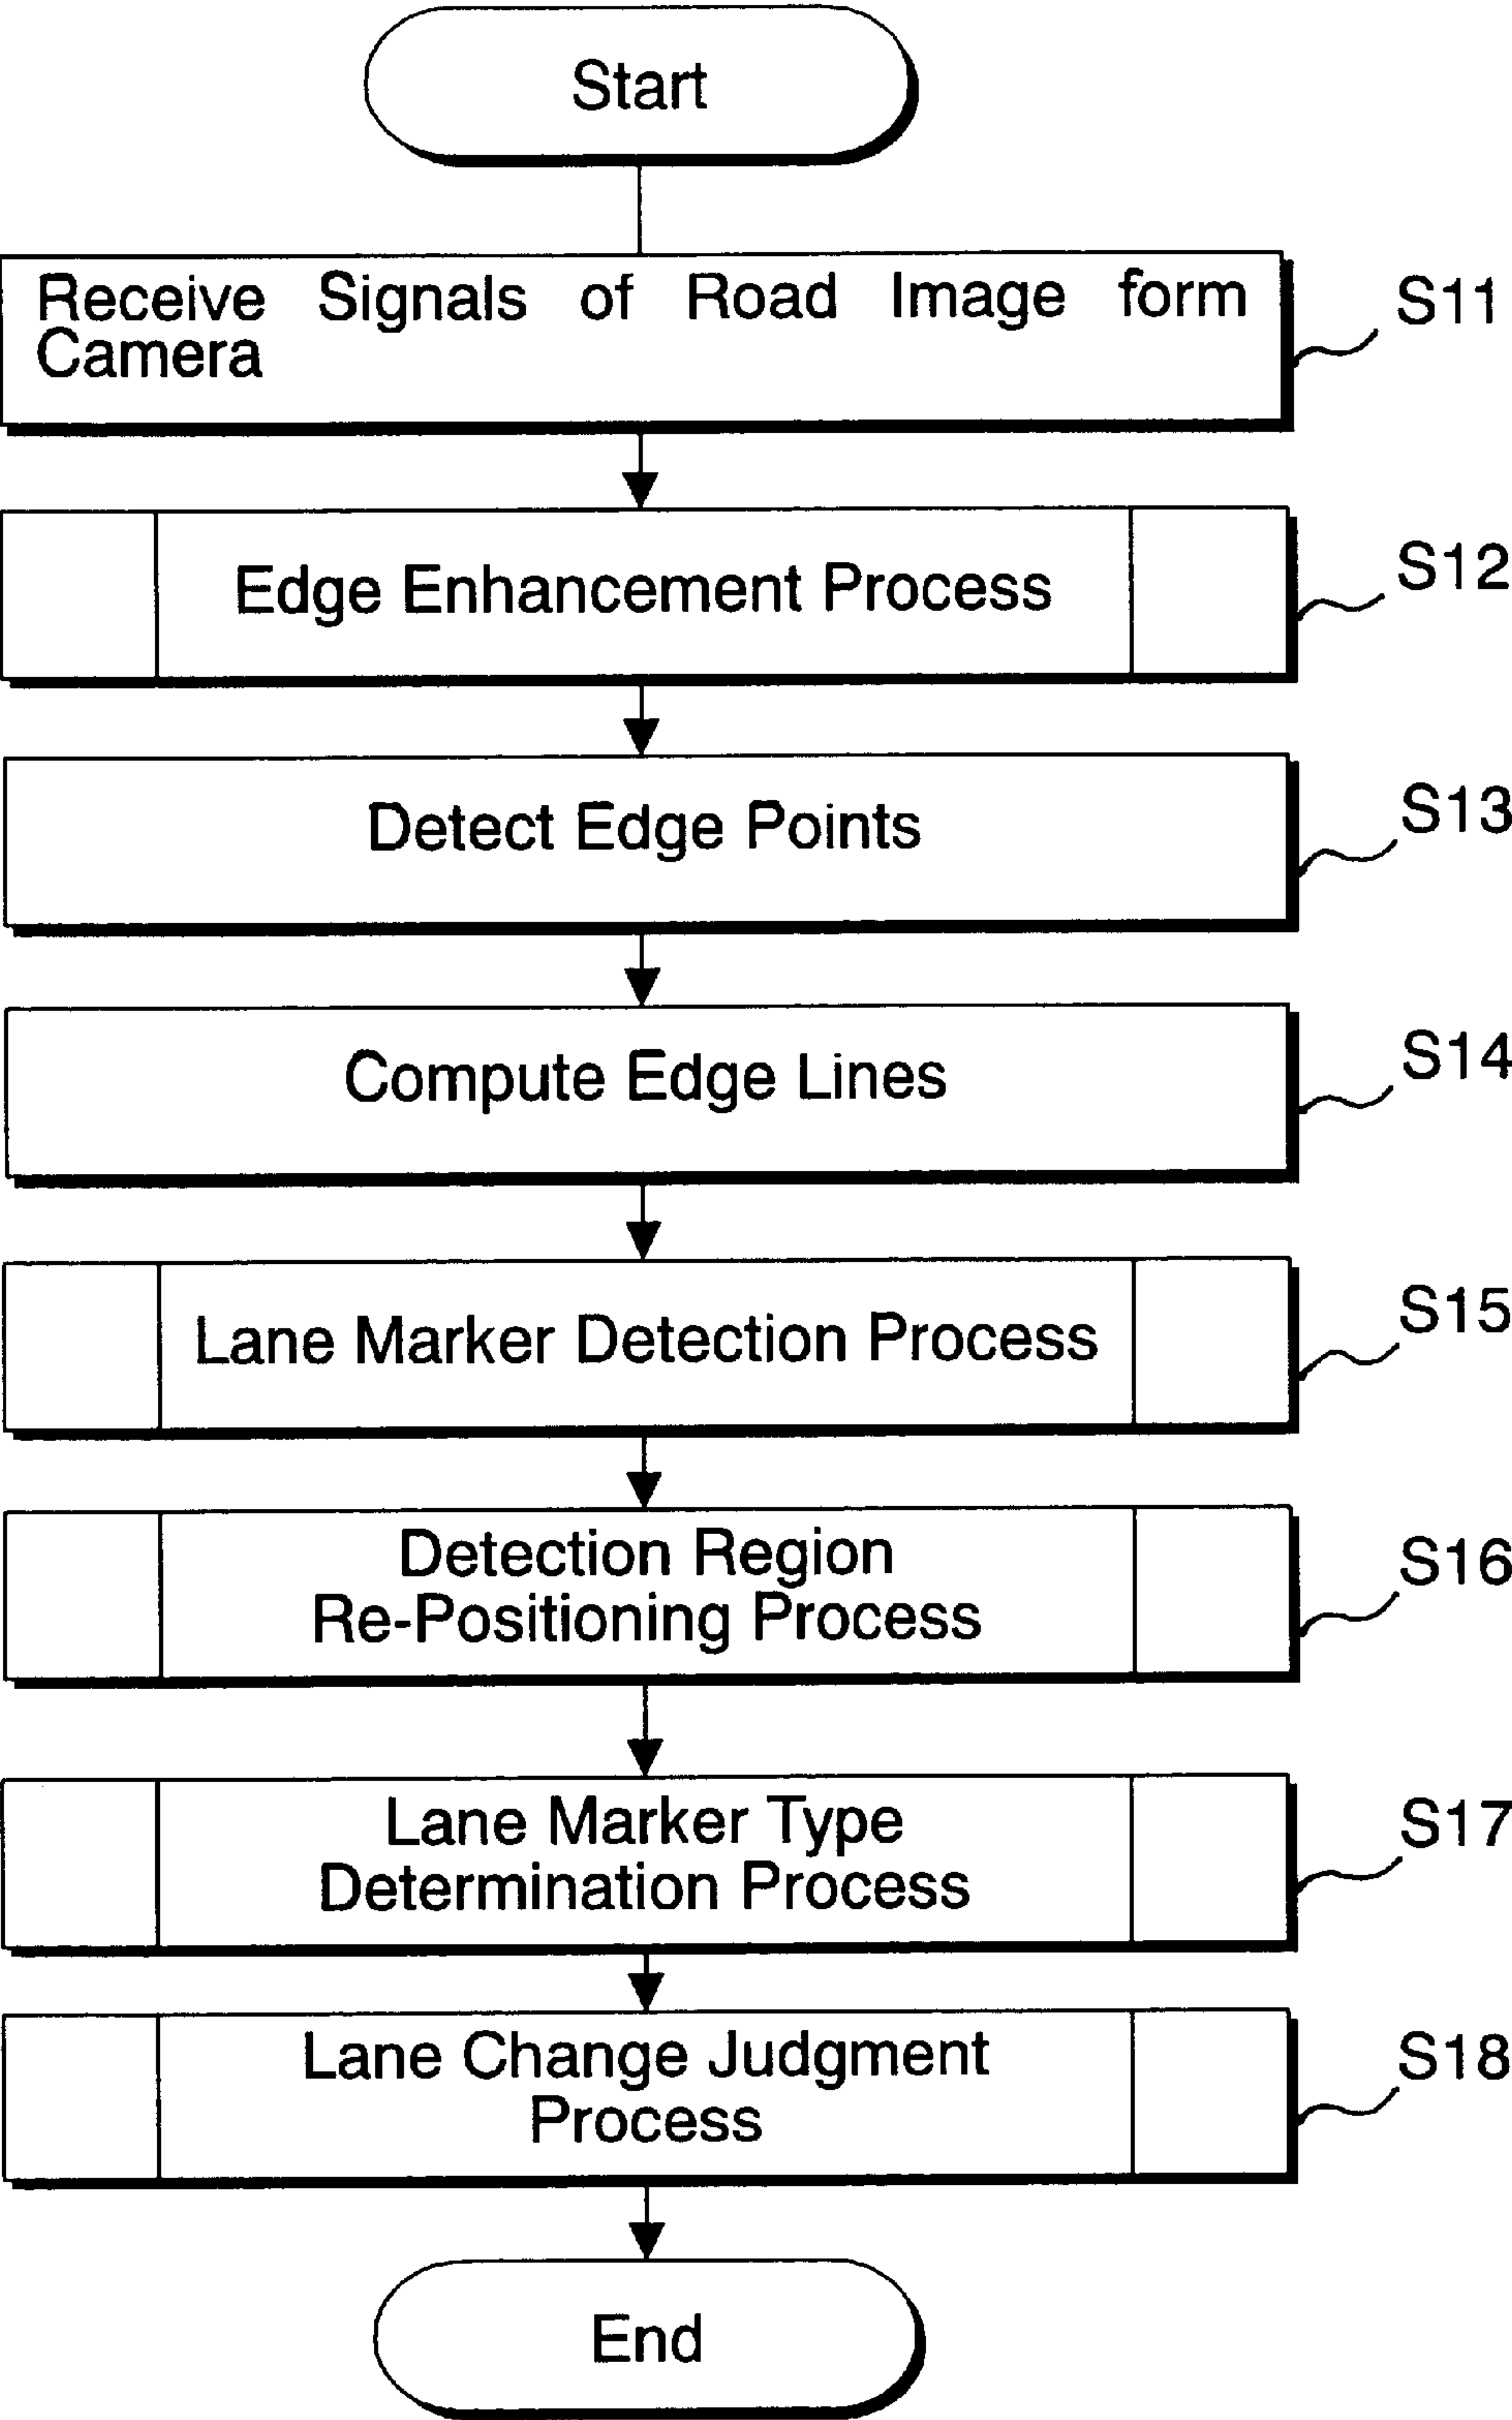 Start
Receive Signals of Road Image form
Camera
S11
Edge Enhancement Process
S12
Detect Edge Points
S13
Compute Edge Lines
S14
Lane Marker Detection Process
S15
Detection Region
Re-Positioning Process
S16
Lane Marker Type
Determination Process
S17
Lane Change Judgment
Process
S18
End